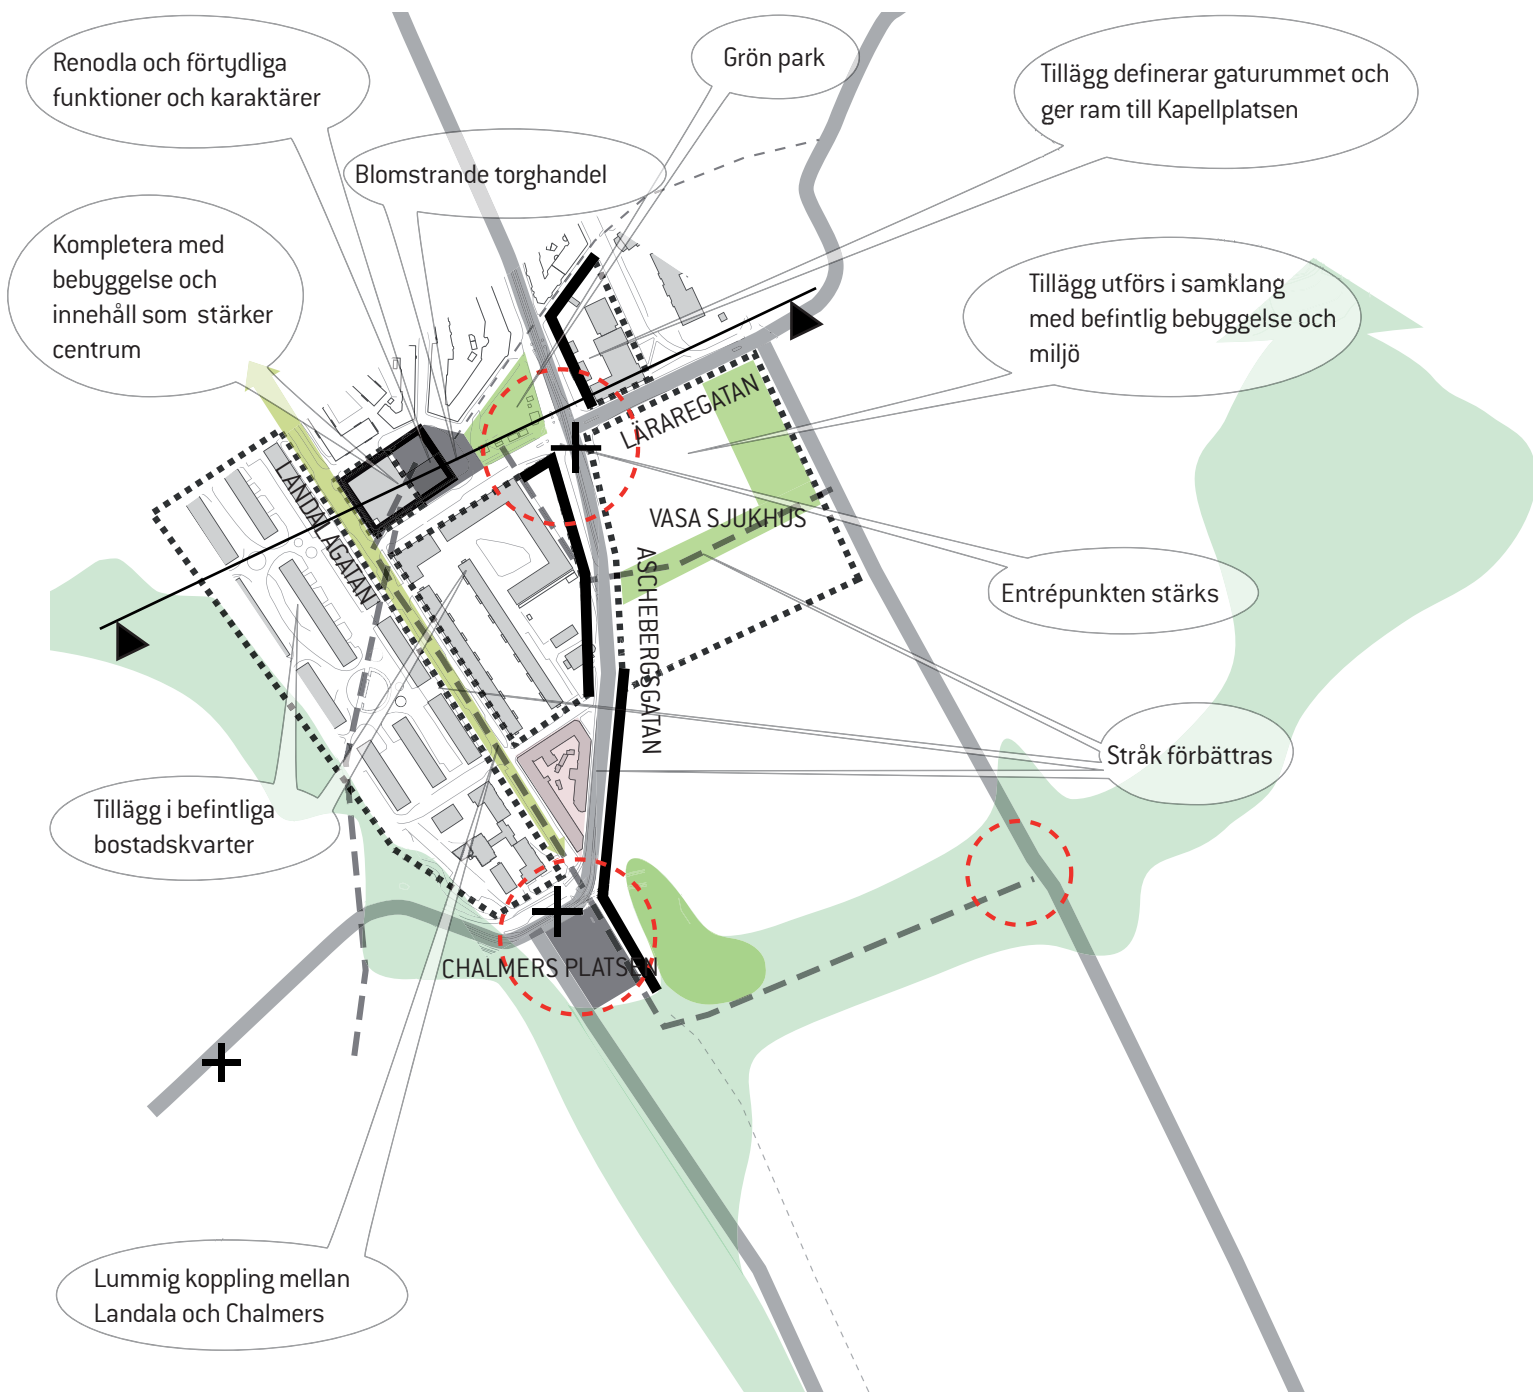 Renodla och förtydliga
funktioner och karaktärer
Grön park
Tillägg definerar gaturummet och
ger ram till Kapellplatsen
Blomstrande torghandel
Kompletera med
bebyggelse och
innehåll som stärker
centrum
Tillägg utförs i samklang
med befintlig bebyggelse och
miljö
LÄRAREGATAN
LANDALAGATAN
VASA SJUKHUS
ASCHEBERGSGATAN
Entrépunkten stärks
Stråk förbättras
Tillägg i befintliga
bostadskvarter
CHALMERS PLATSEN
Lummig koppling mellan
Landala och Chalmers